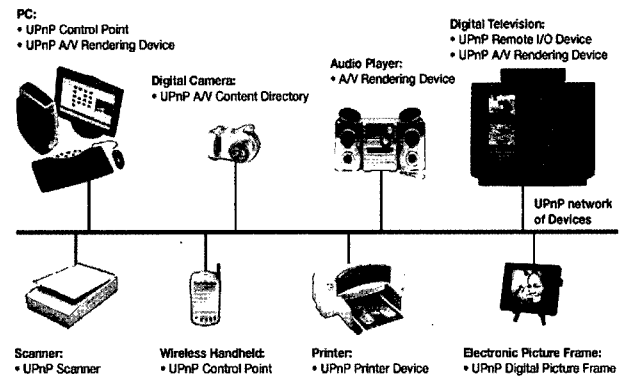 PC:
• UPnP Control Point
• UPnP A/V Rendering Device
Digital Camera:
• UPnP A/V Content Directory
Audio Player:
• A/V Rendering Device
Digital Television:
• UPnP Remote I/O Device
• UPnP A/V Rendering Device
UPnP network
of Devices
Scanner:
• UPnP Scanner
Wireless Handheld:
• UPnP Control Point
Printer:
• UPnP Printer Device
Electronic Picture Frame:
• UPnP Digital Picture Frame